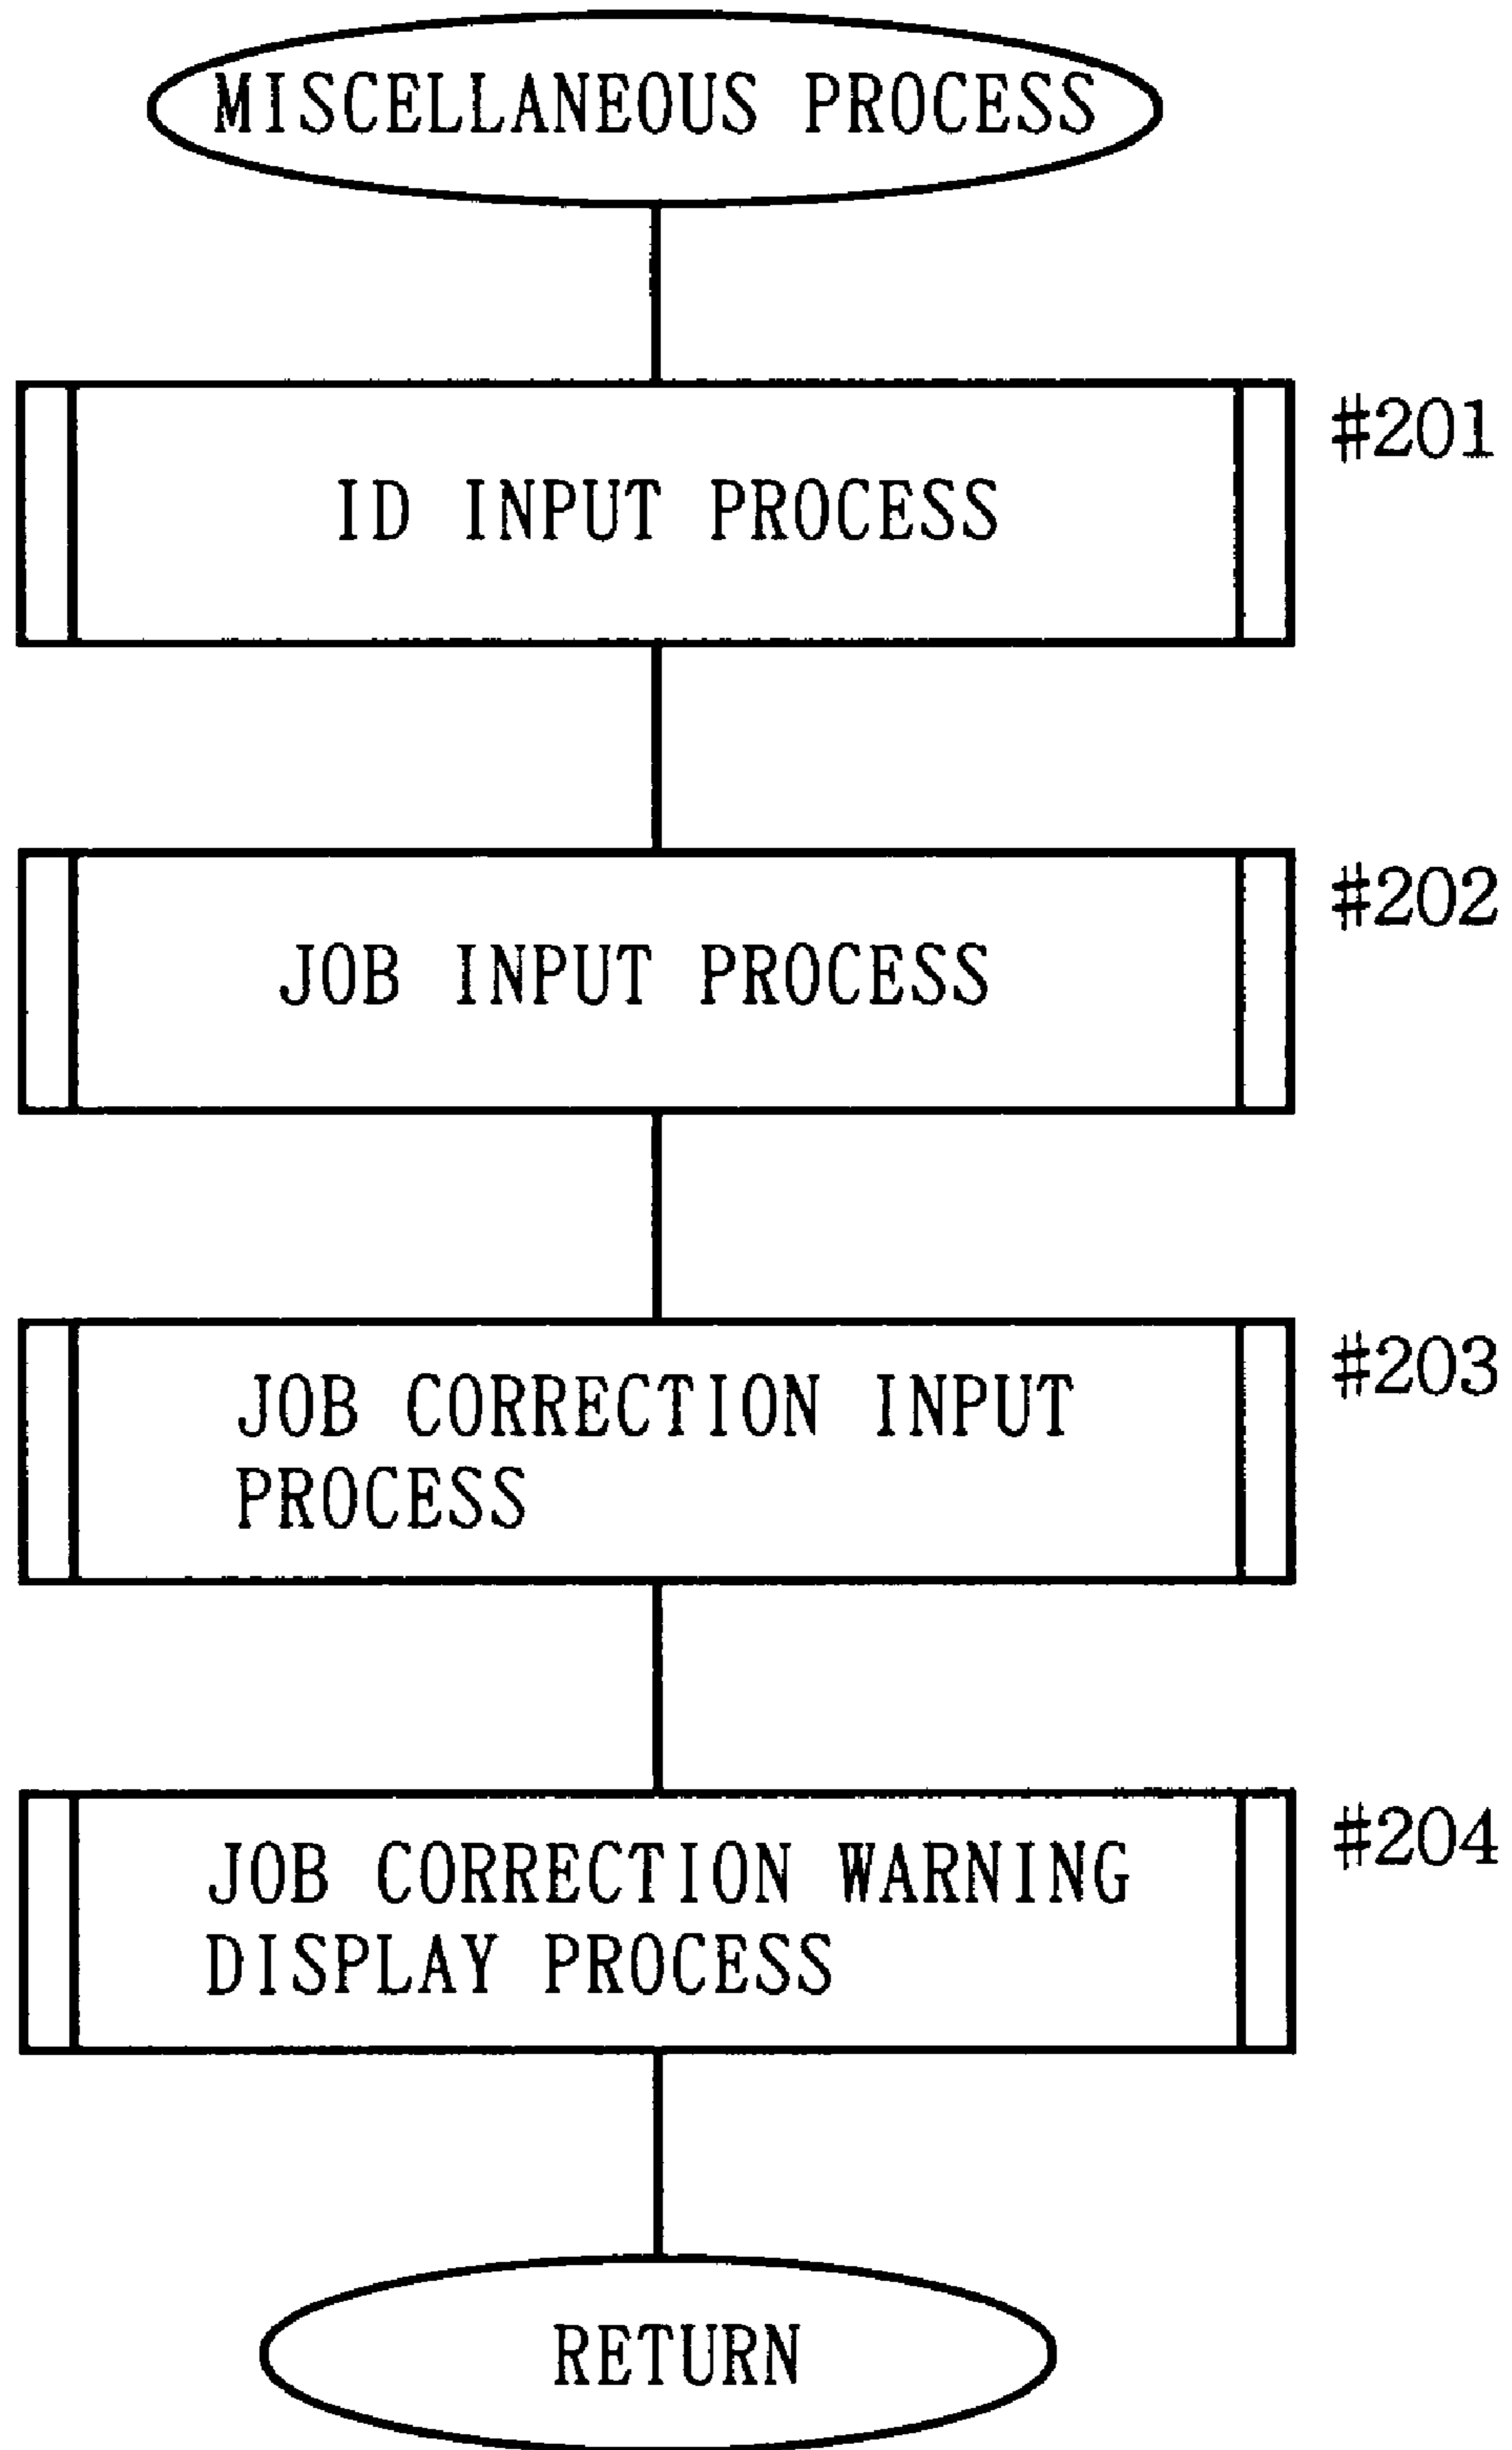 MISCELLANEOUS PROCESS
#201
ID INPUT PROCESS
#202
JOB INPUT PROCESS
#203
JOB CORRECTION INPUT
PROCESS
#204
JOB CORRECTION WARNING
DISPLAY PROCESS
RETURN